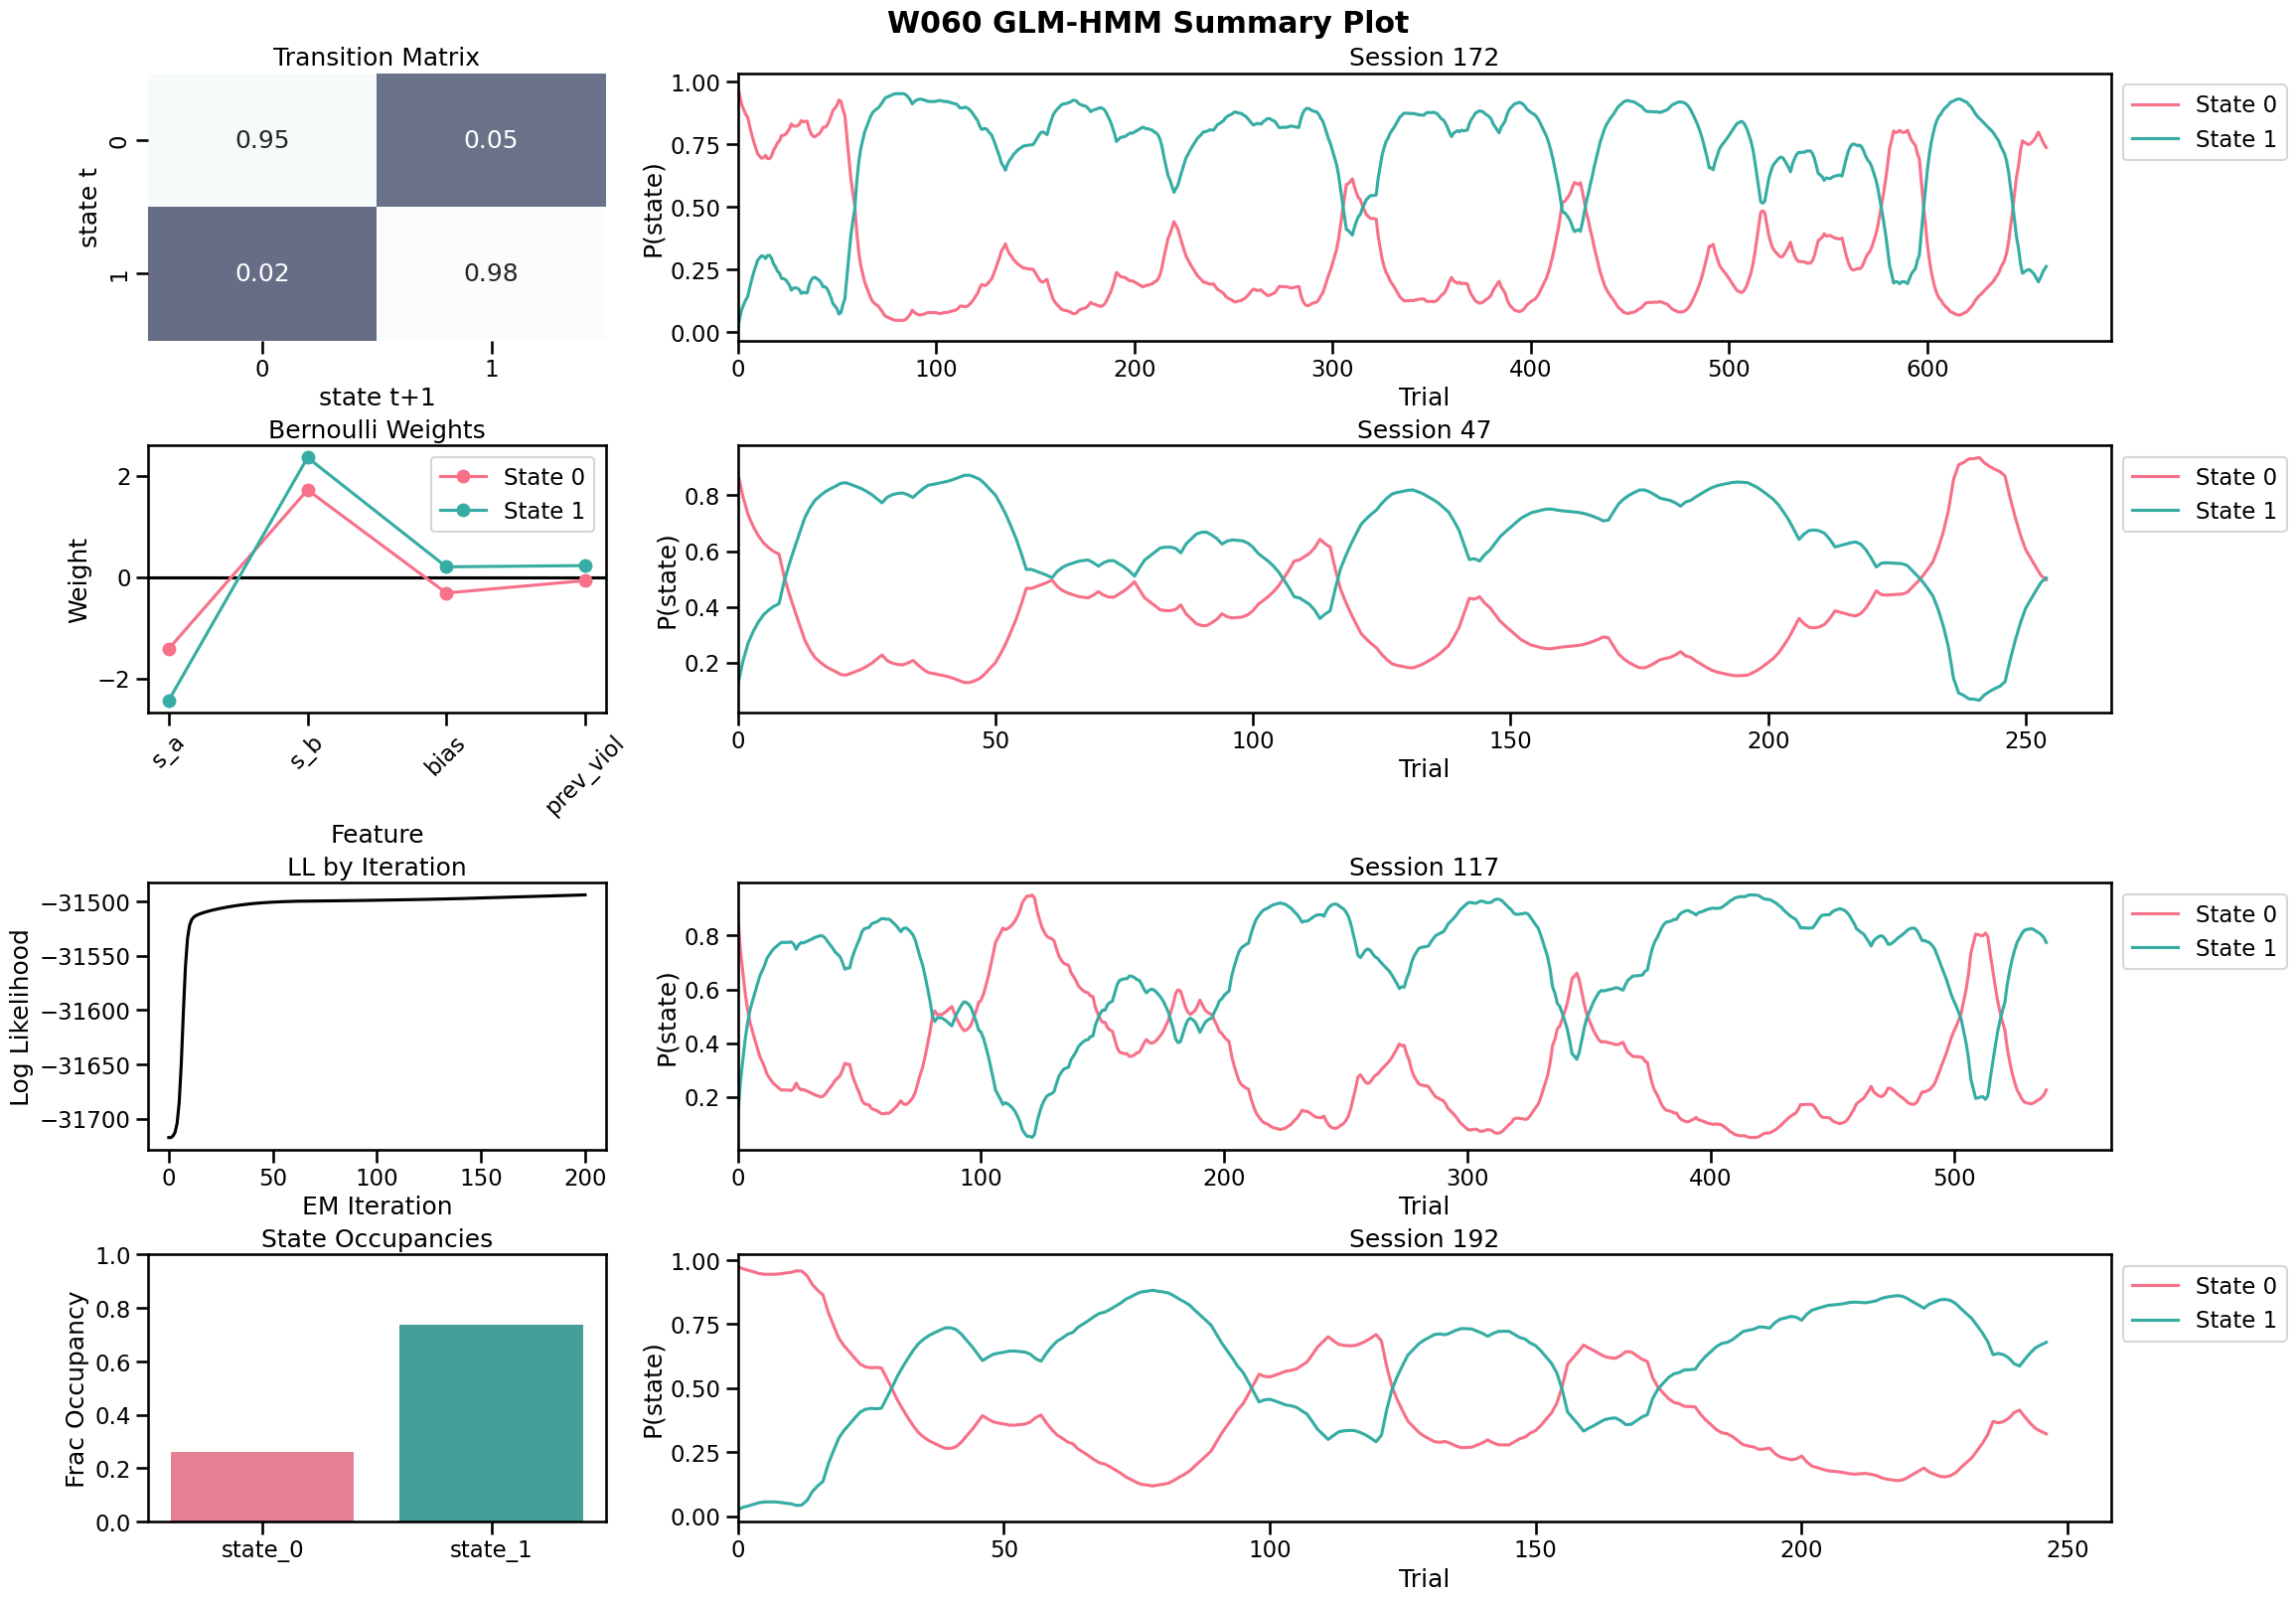 W060 GLM-HMM Summary Plot
Transition Matrix
0.95
0.05
0.02
0.98
state t
0
1
0
1
state t+1
Session 172
1.00
0.75
0.50
0.25
0.00
P(state)
0
100
200
300
400
500
600
Trial
State 0
State 1
Bernoulli Weights
2
0
−2
Weight
State 0
State 1
s_a
s_b
bias
prev_viol
Feature
Session 47
0.8
0.6
0.4
0.2
P(state)
0
50
100
150
200
250
Trial
State 0
State 1
LL by Iteration
−31500
−31550
−31600
−31650
−31700
Log Likelihood
0
50
100
150
200
EM Iteration
Session 117
0.8
0.6
0.4
0.2
P(state)
0
100
200
300
400
500
Trial
State 0
State 1
State Occupancies
1.0
0.8
0.6
0.4
0.2
0.0
Frac Occupancy
state_0
state_1
Session 192
1.00
0.75
0.50
0.25
0.00
P(state)
0
50
100
150
200
250
Trial
State 0
State 1